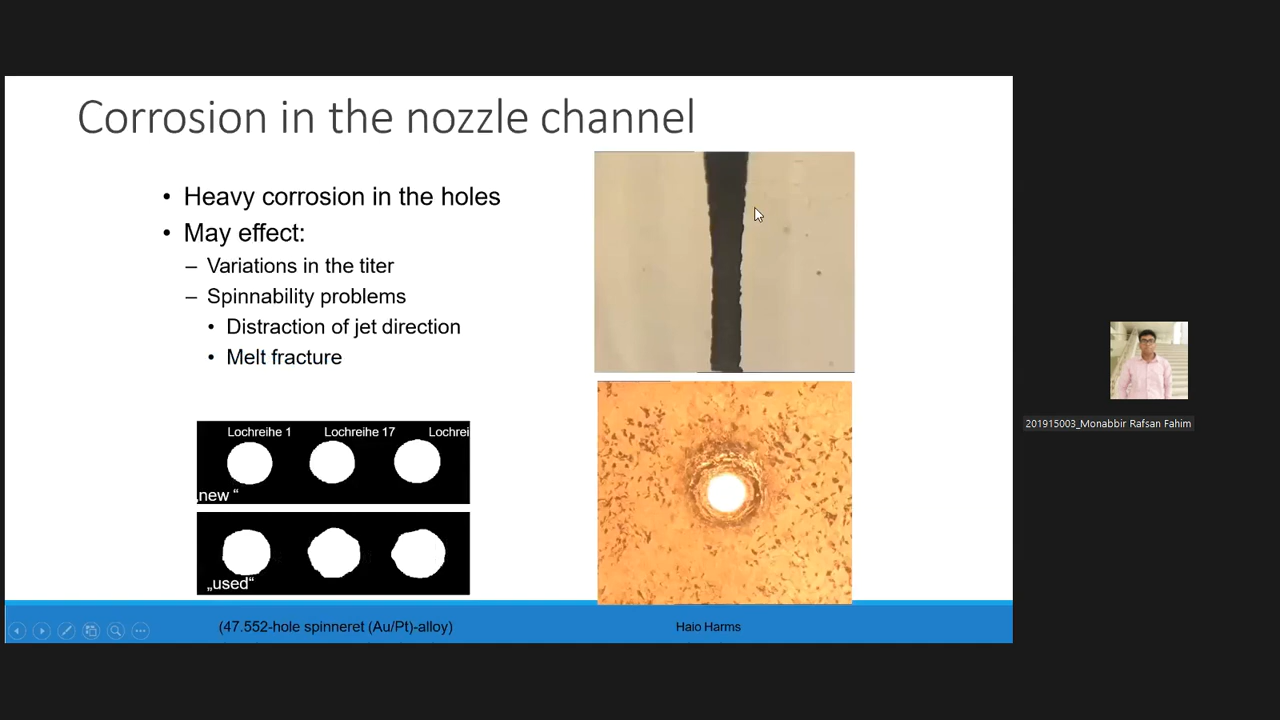 Corrosion in the nozzle channel
• Heavy corrosion in the holes
• May effect:
– Variations in the titer
– Spinnability problems
• Distraction of jet direction
• Melt fracture
Lochreihe 1 Lochreihe 17 Lochrei
„new “
„used“
(47.552-hole spinneret (Au/Pt)-alloy)
Haio Harms
201915003_Monabbir Rafsan Fahim